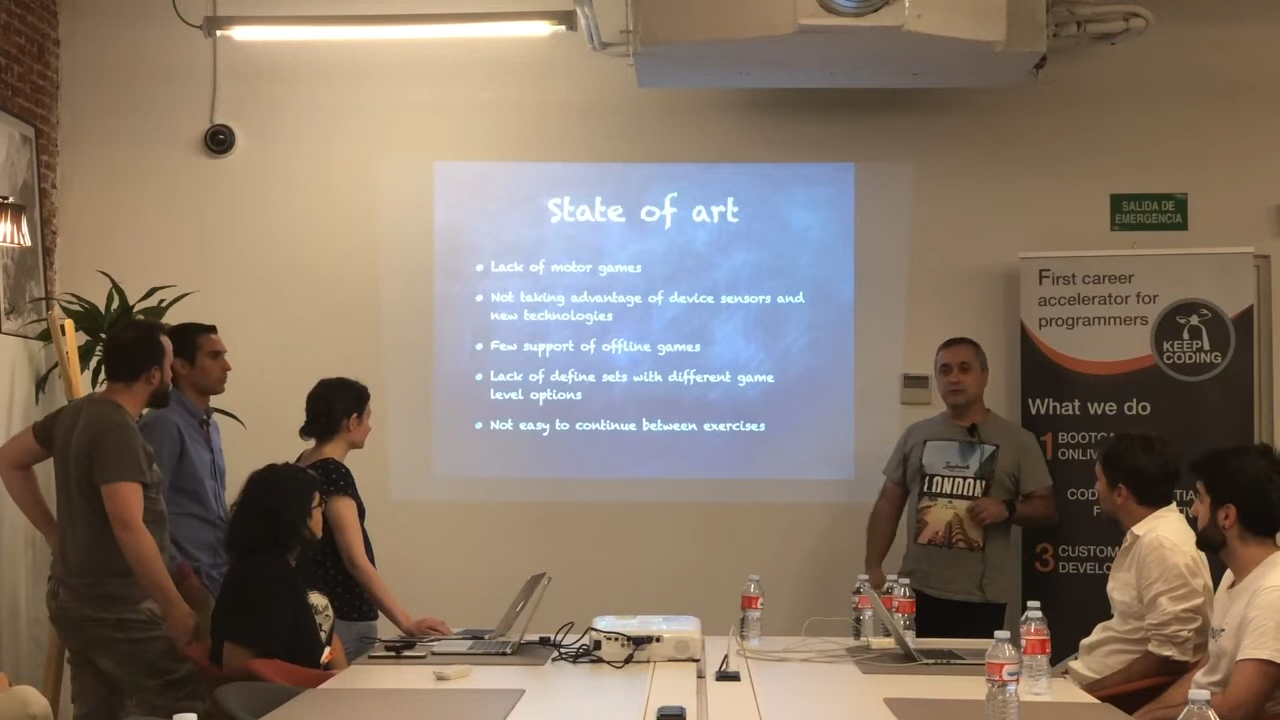 State of art
Lack of motor games
Not taking advantage of device sensors and
new technologies
Few support of offline games
Lack of define sets with different game
level options
Not easy to continue between exercises
SALIDA DE
EMERGENCIA
First career
accelerator for
programmers
KEEP
CODING
What we do
1
3
CUSTOM
LONDON